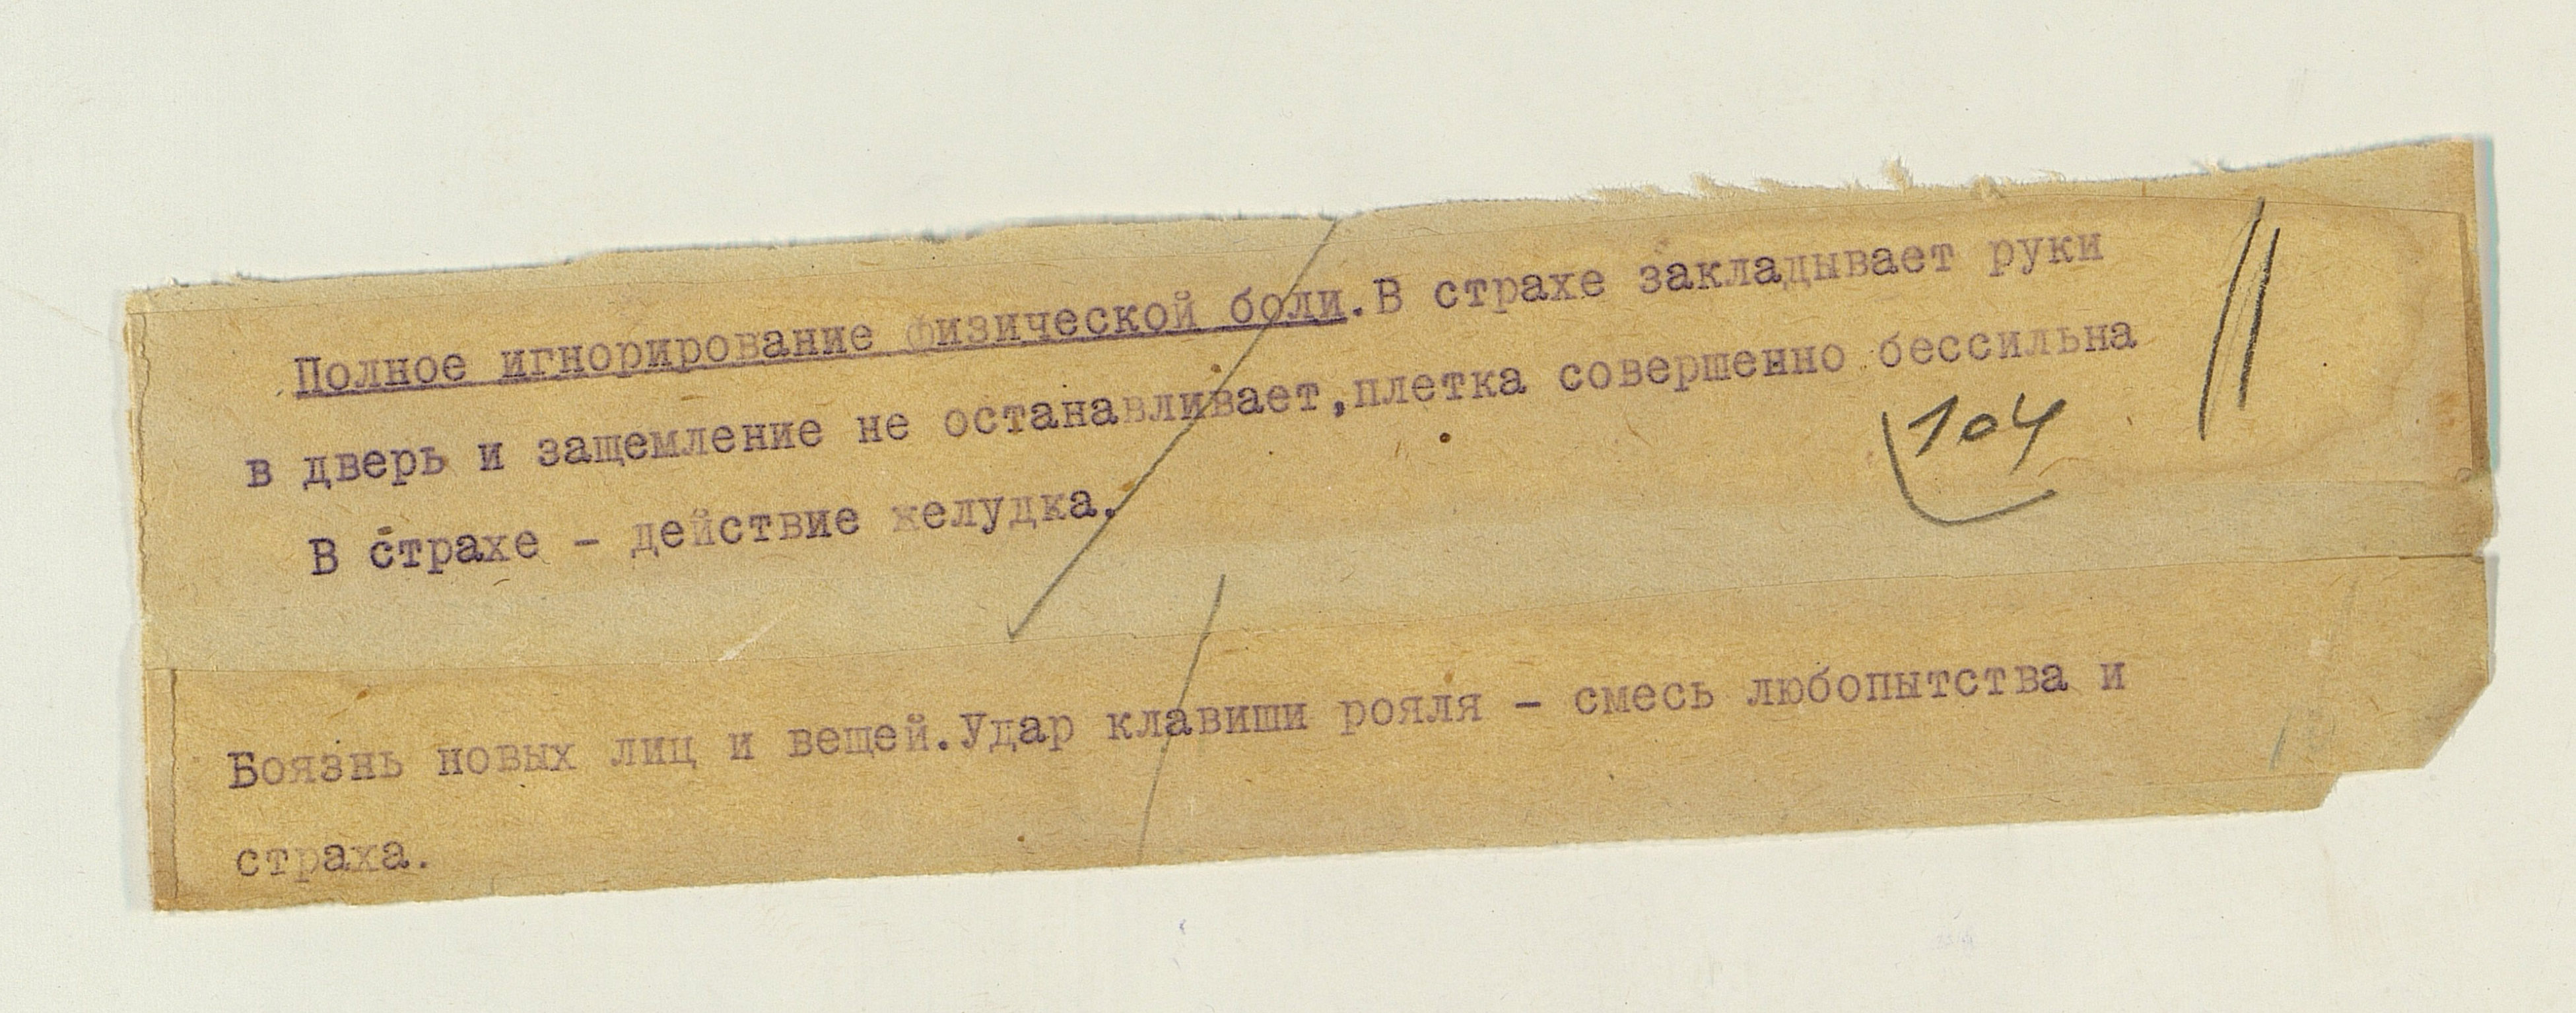 Полное игнорирование физической боли.В страхе закладывает руки
в дверь и защемление не останавливает,плетка совершенно бессильна
104
В страхе - действие желудка.
Боязнь новых лиц и вещей.Удар клавиши рояля - смесь любопытства и
страха.